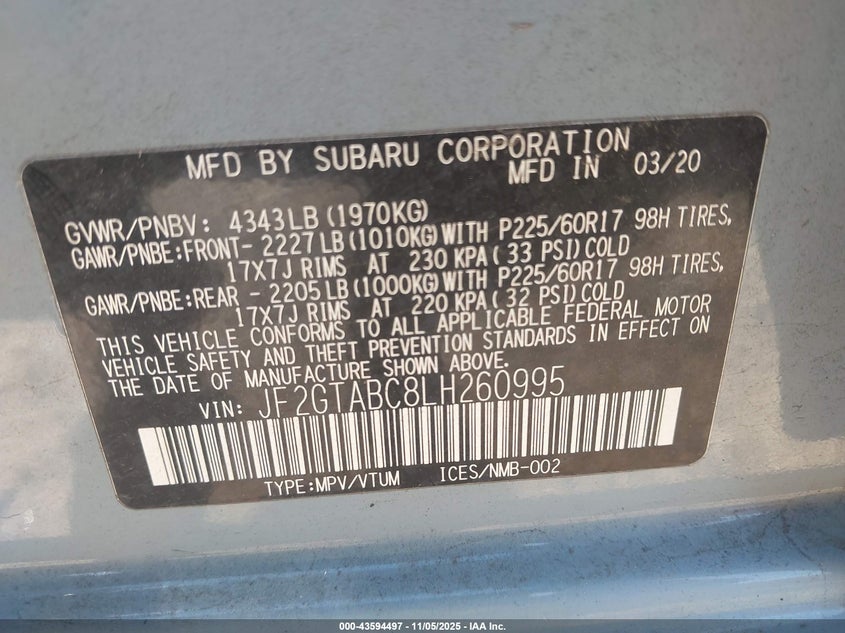 MFD BY SUBARU CORPORATION
MFD IN 03/20
GVWR/PNBV: 4343LB (1970KG)
GAWR/PNBE:FRONT- 2227LB (1010KG) WITH P225/60R17 98H TIRES,
17X7J RIMS AT 230 KPA (33 PSI) COLD
GAWR/PNBE:REAR - 2205LB (1000KG) WITH P225/60R17 98H TIRES,
17X7J RIMS AT 220 KPA (32 PSI) COLD
THIS VEHICLE CONFORMS TO ALL APPLICABLE FEDERAL MOTOR
VEHICLE SAFETY AND THEFT PREVENTION STANDARDS IN EFFECT ON
THE DATE OF MANUFACTURE SHOWN ABOVE.
VIN: JF2GTABC8LH260995
TYPE:MPV/VTUM ICES/NMB-002
000-43594497 - 11/05/2025 - IAA Inc.